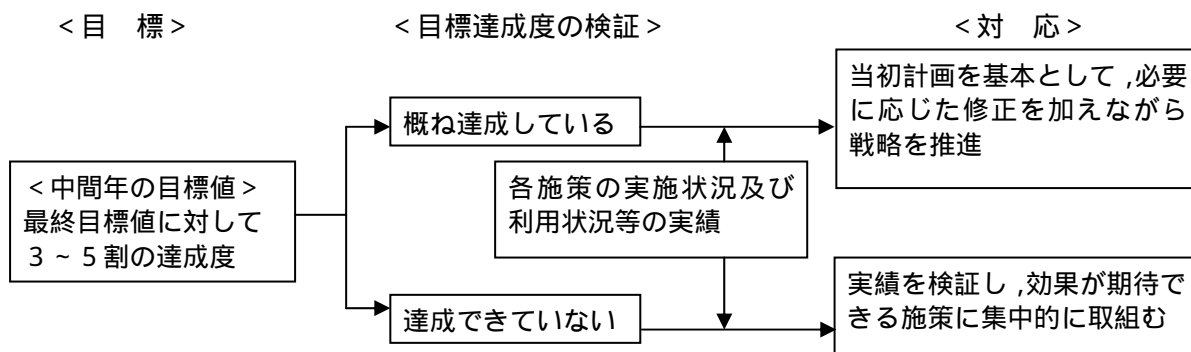 ＜目　標＞
＜目標達成度の検証＞
＜対　応＞
＜中間年の目標値＞
最終目標値に対して
３～５割の達成度
概ね達成している
各施策の実施状況及び
利用状況等の実績
達成できていない
当初計画を基本として，必要
に応じた修正を加えながら
戦略を推進
実績を検証し，効果が期待で
きる施策に集中的に取組む